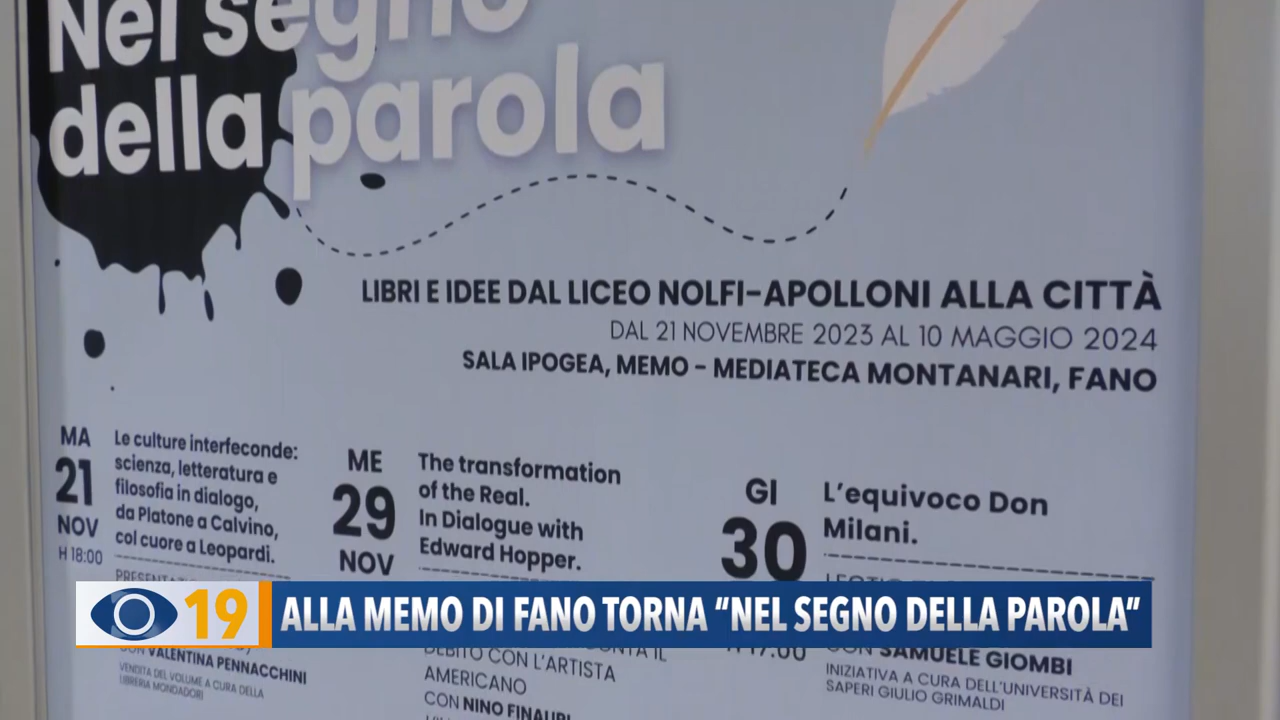 Nel segno
della parola
LIBRI E IDEE DAL LICEO NOLFI-APOLLONI ALLA CITTÀ
DAL 21 NOVEMBRE 2023 AL 10 MAGGIO 2024
SALA IPOGEA, MEMO - MEDIATECA MONTANARI, FANO
MA
21
NOV
H 18:00
Le culture interfeconde:
scienza, letteratura e
filosofia in dialogo,
da Platone a Calvino,
col cuore a Leopardi.
CON VALENTINA PENNACCHINI
VENDITA DEL VOLUME A CURA DELLA
LIBRERIA MONDADORI
ME
29
NOV
The transformation
of the Real.
In Dialogue with
Edward Hopper.
IL
DEBITO CON L'ARTISTA
AMERICANO
CON NINO FINAURI
GI
30
17:00
L'equivoco Don
Milani.
CON SAMUELE GIOMBI
INIZIATIVA A CURA DELL'UNIVERSITÀ DEI
SAPERI GIULIO GRIMALDI
19
ALLA MEMO DI FANO TORNA “NEL SEGNO DELLA PAROLA”